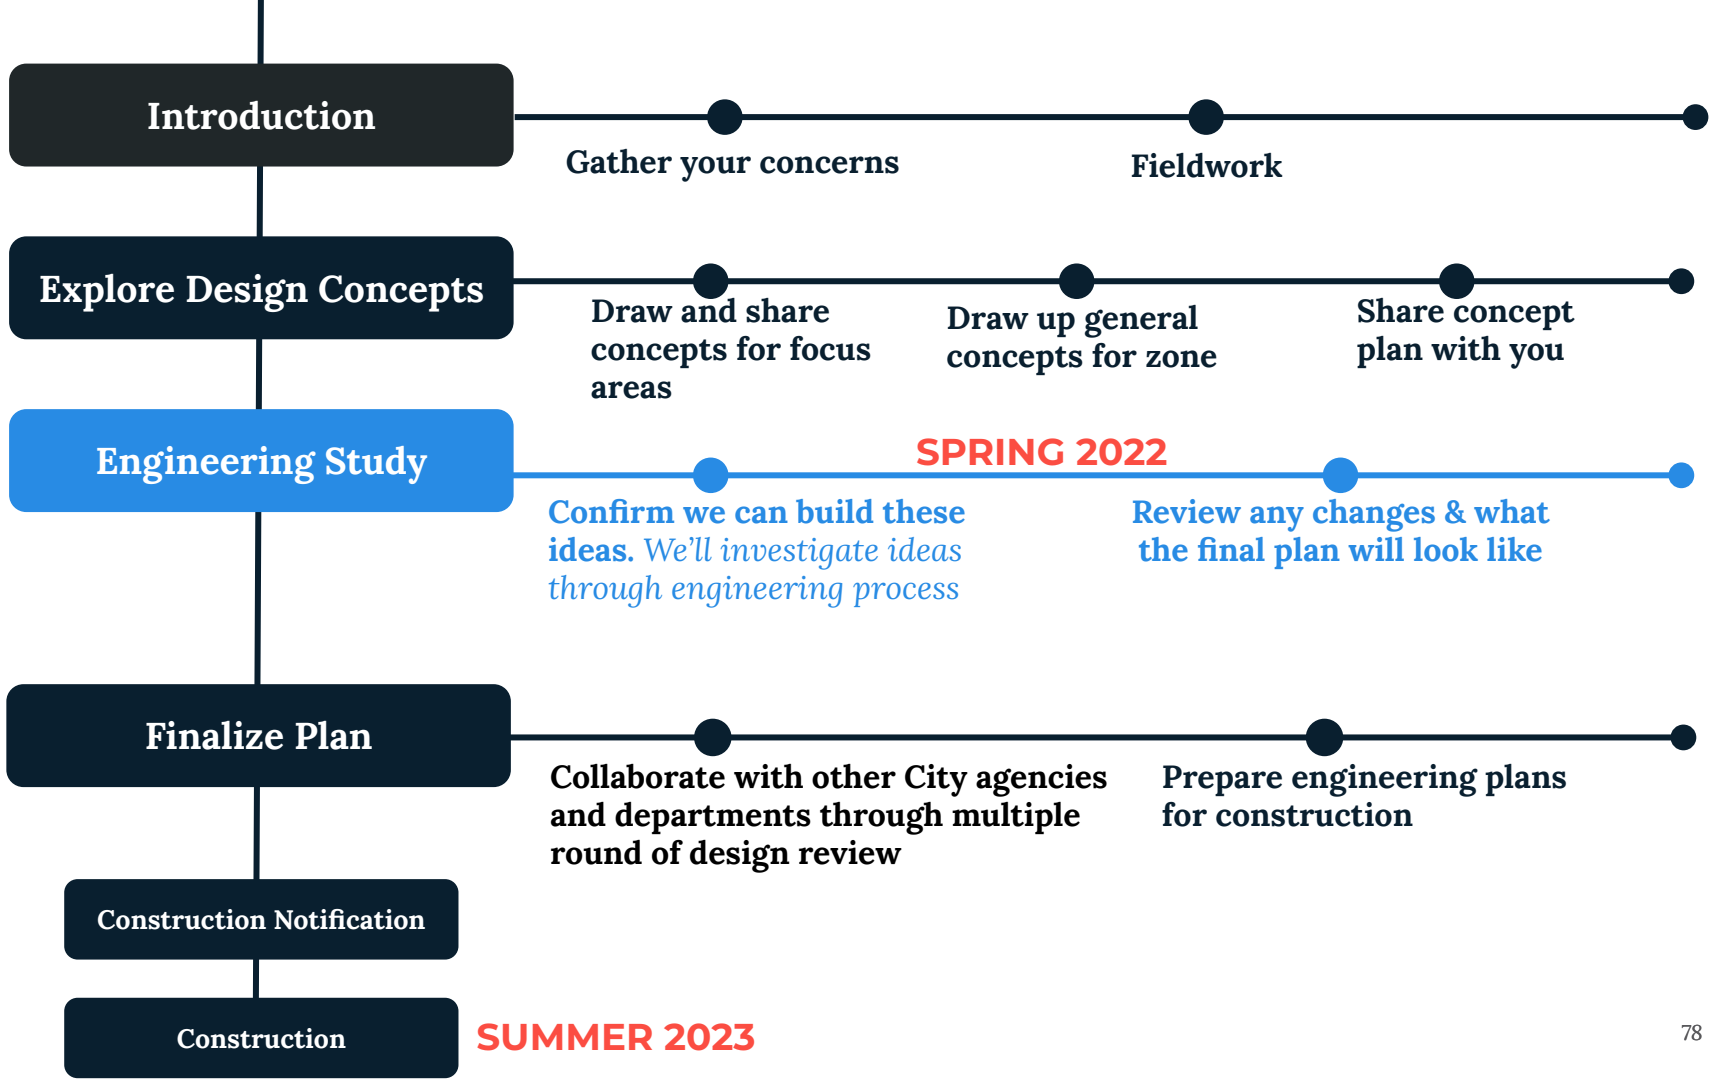 Introduction
Gather your concerns
Fieldwork
Explore Design Concepts
Draw and share
concepts for focus
areas
Draw up general
concepts for zone
Share concept
plan with you
Engineering Study
SPRING 2022
Confirm we can build these
ideas. We'll investigate ideas
through engineering process
Review any changes & what
the final plan will look like
Finalize Plan
Collaborate with other City agencies
and departments through multiple
round of design review
Prepare engineering plans
for construction
Construction Notification
Construction
SUMMER 2023
78